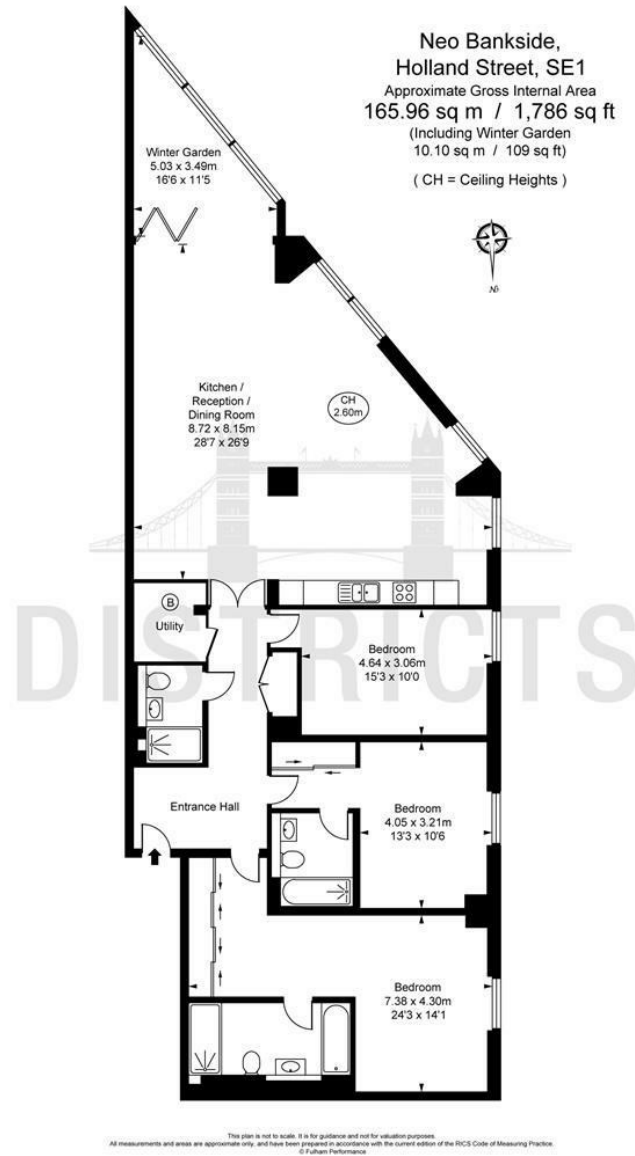 Neo Bankside,
Holland Street, SE1
Approximate Gross Internal Area
165.96 sq m / 1,786 sq ft
(Including Winter Garden
10.10 sq m / 109 sq ft)
( CH = Ceiling Heights )
N
Winter Garden
5.03 x 3.49m
16'6 x 11'5
Kitchen /
Reception /
Dining Room
8.72 x 8.15m
28'7 x 26'9
CH
2.60m
B
Utility
DISTRICTS
Bedroom
4.64 x 3.06m
15'3 x 10'0
Entrance Hall
Bedroom
4.05 x 3.21m
13'3 x 10'6
Bedroom
7.38 x 4.30m
24'3 x 14'1
This plan is not to scale. It is for guidance and not for valuation purposes.
All measurements and areas are approximate only, and have been prepared in accordance with the current edition of the RICS Code of Measuring Practice.
© Fulham Performance